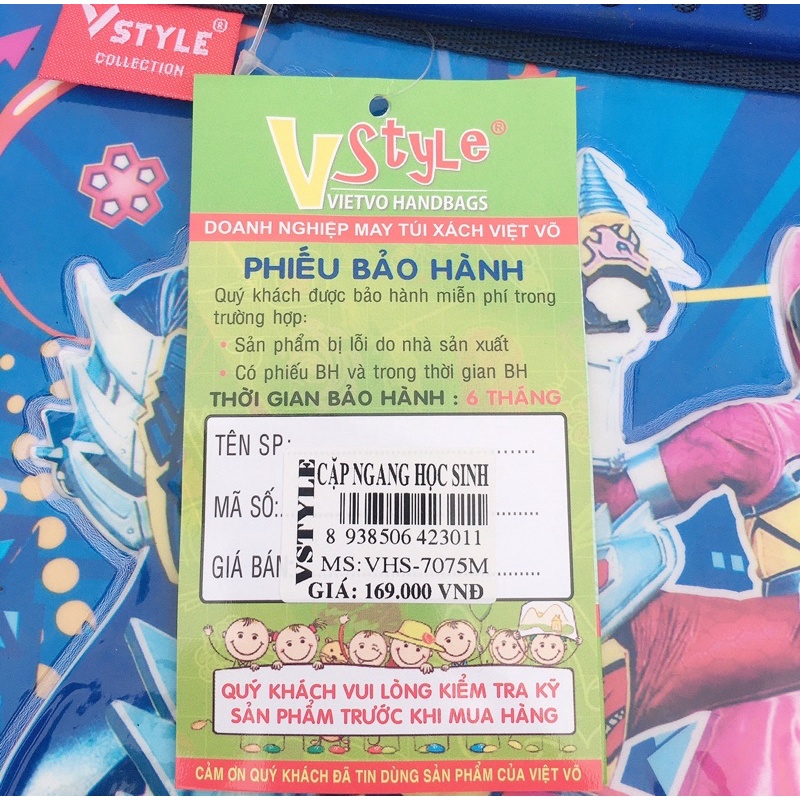 VSTYLE®
COLLECTION
VStyle®
VIETVO HANDBAGS
DOANH NGHIỆP MAY TÚI XÁCH VIỆT VÕ
PHIẾU BẢO HÀNH
Quý khách được bảo hành miễn phí trong
trường hợp:
• Sản phẩm bị lỗi do nhà sản xuất
• Có phiếu BH và trong thời gian BH
THỜI GIAN BẢO HÀNH : 6 THÁNG
TÊN SP:
MÃ SỐ:
GIÁ BÁN
VSTYLE
CẶP NGANG HỌC SINH
8 938506 423011
MS:VHS-7075M
GIÁ: 169.000 VNĐ
QUÝ KHÁCH VUI LÒNG KIỂM TRA KỸ
SẢN PHẨM TRƯỚC KHI MUA HÀNG
CẢM ƠN QUÝ KHÁCH ĐÃ TIN DÙNG SẢN PHẨM CỦA VIỆT VÕ